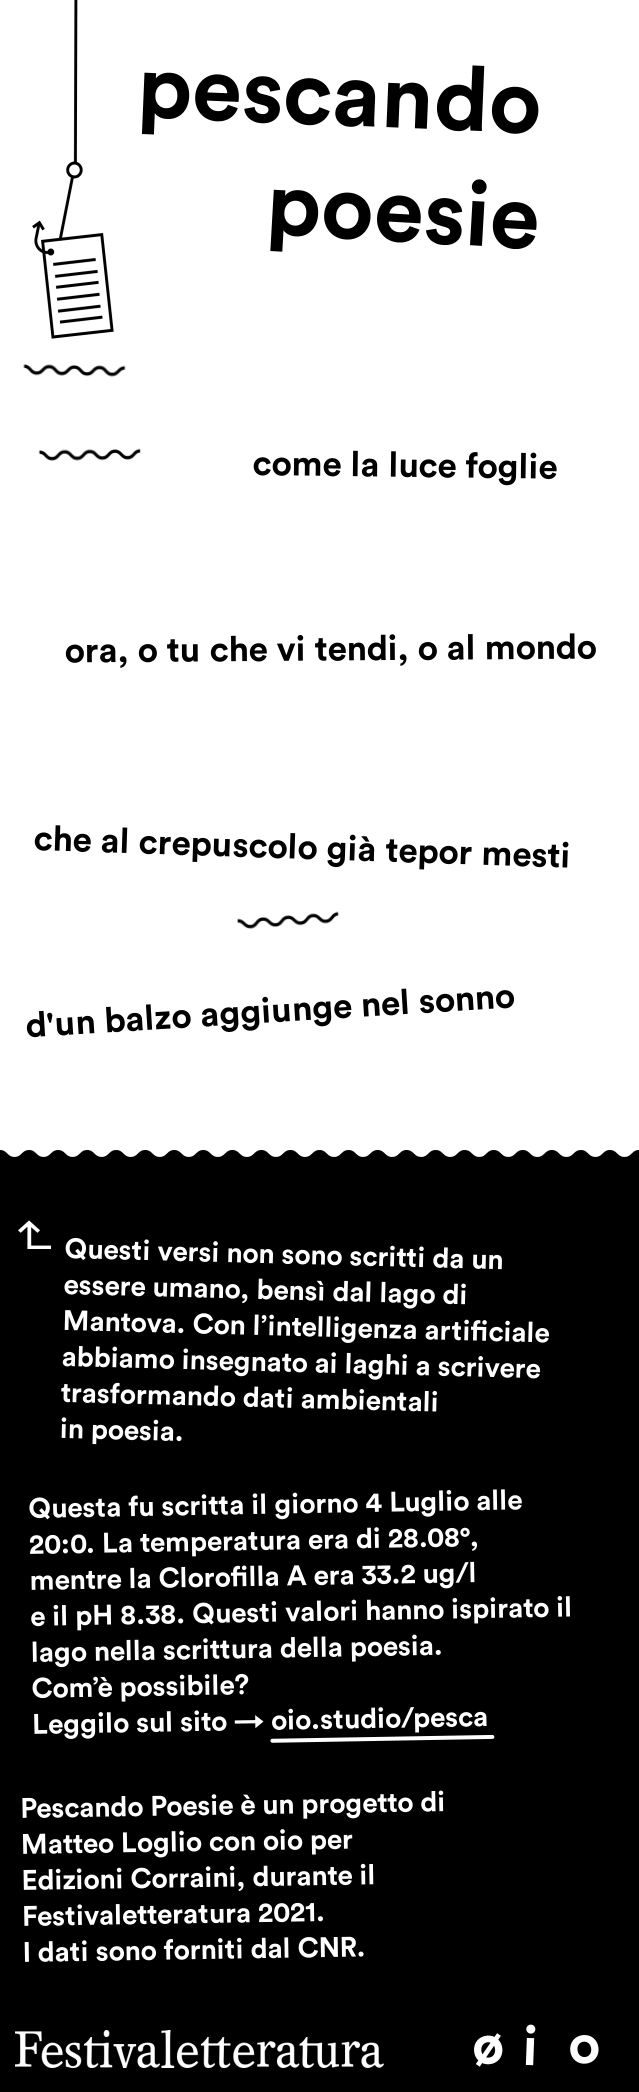 pescando
poesie
come la luce foglie
ora, o tu che vi tendi, o al mondo
che al crepuscolo già tepor mesti
d'un balzo aggiunge nel sonno
Questi versi non sono scritti da un
essere umano, bensì dal lago di
Mantova. Con l’intelligenza artificiale
abbiamo insegnato ai laghi a scrivere
trasformando dati ambientali
in poesia.
Questa fu scritta il giorno 4 Luglio alle
20:0. La temperatura era di 28.08°,
mentre la Clorofilla A era 33.2 ug/l
e il pH 8.38. Questi valori hanno ispirato il
lago nella scrittura della poesia.
Com’è possibile?
Leggilo sul sito → oio.studio/pesca
Pescando Poesie è un progetto di
Matteo Loglio con oio per
Edizioni Corraini, durante il
Festivaletteratura 2021.
I dati sono forniti dal CNR.
Festivaletteratura ø i o